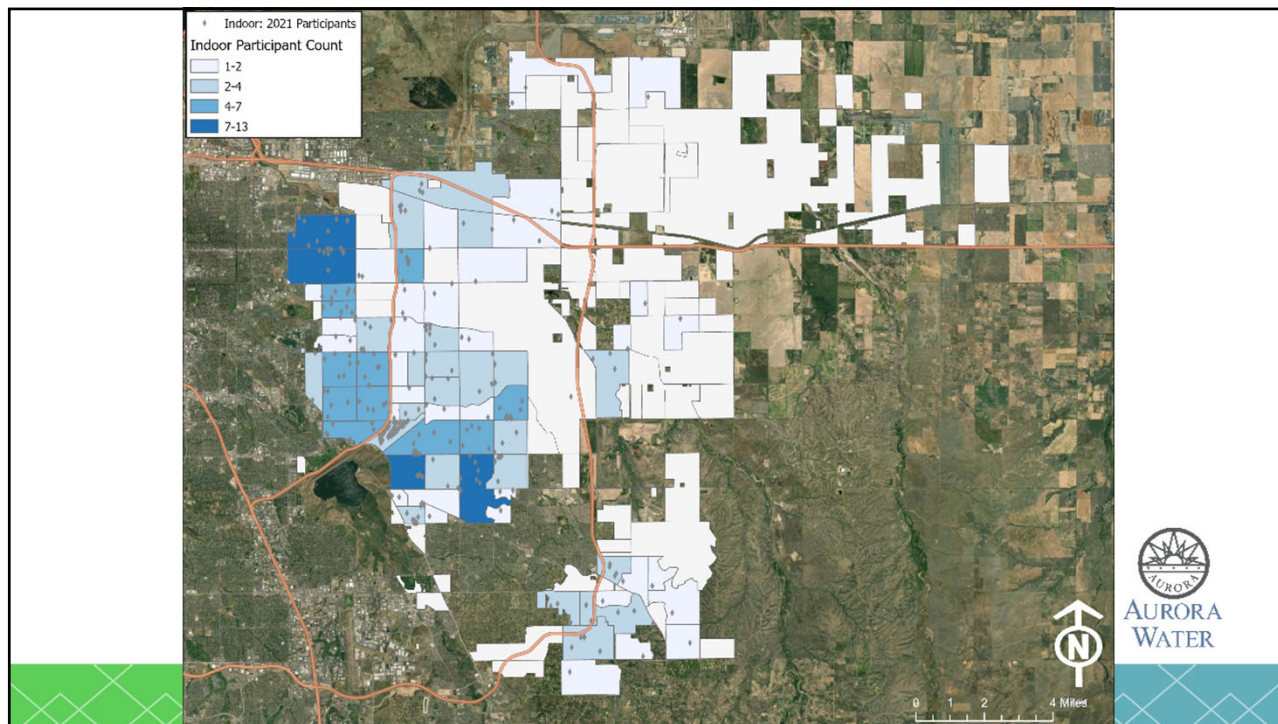 Indoor: 2021 Participants
Indoor Participant Count
1-2
2-4
4-7
7-13
AURORA
AURORA
WATER
N
0 1 2 4 Miles